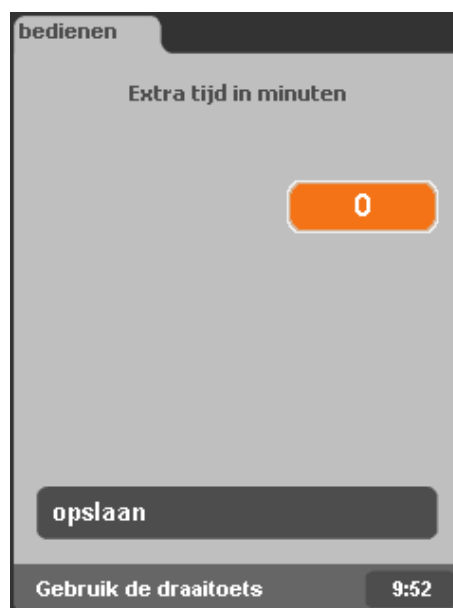 bedienen
Extra tijd in minuten
0
opslaan
Gebruik de draaitoets 9:52